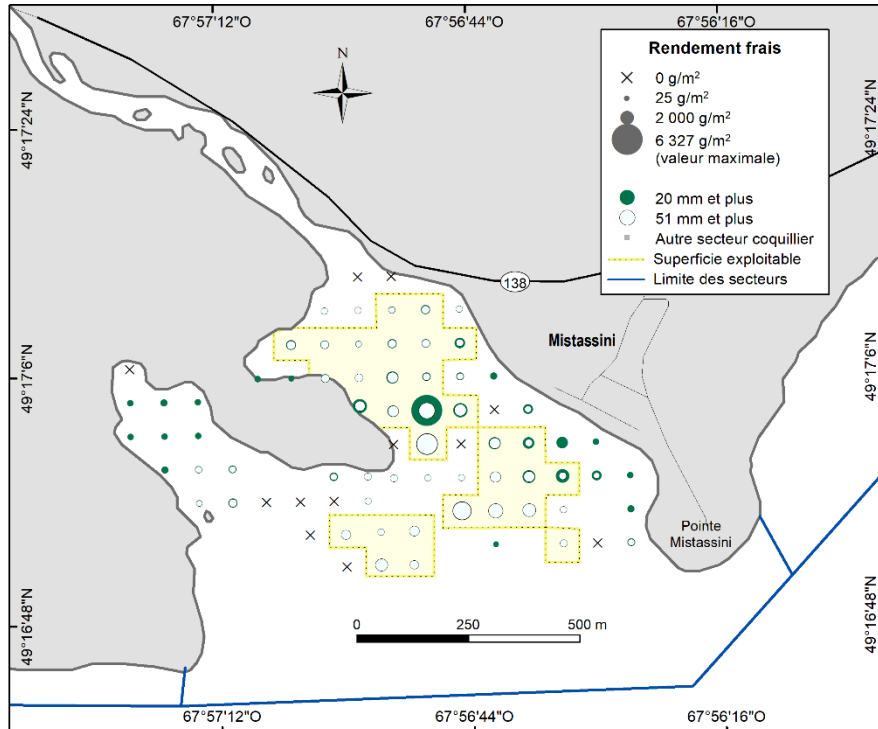 67°57'12"O
67°56'44"O
67°56'16"O
49°17'24"N
49°17'6"N
49°16'48"N
N
Rendement frais
0 g/m²
25 g/m²
2 000 g/m²
6 327 g/m²
(valeur maximale)
20 mm et plus
51 mm et plus
Autre secteur coquillier
Superficie exploitable
Limite des secteurs
49°17'24"N
49°17'6"N
49°16'48"N
138
Mistassini
Pointe
Mistassini
0 250 500 m
67°57'12"O
67°56'44"O
67°56'16"O